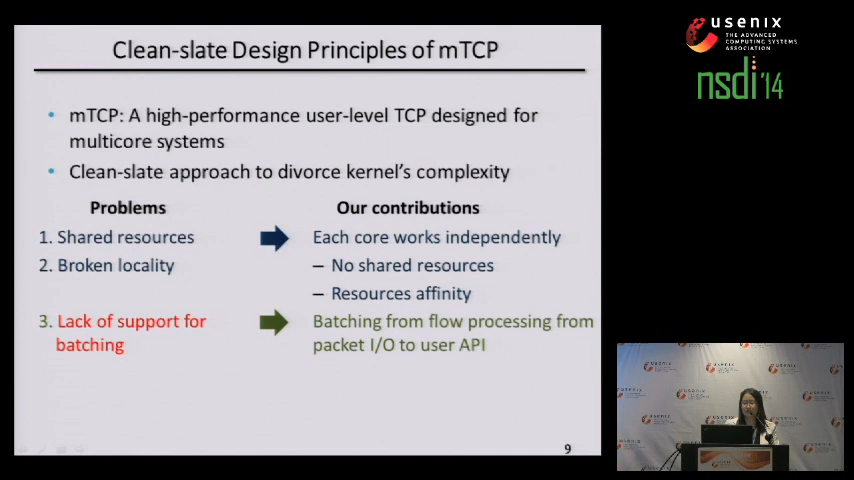 Clean-slate Design Principles of mTCP
• mTCP: A high-performance user-level TCP designed for
multicore systems
• Clean-slate approach to divorce kernel's complexity
Problems
Our contributions
1. Shared resources
Each core works independently
2. Broken locality
– No shared resources
– Resources affinity
3. Lack of support for
Batching from flow processing from
batching
packet I/O to user API
9
usenix
THE ADVANCED
COMPUTING SYSTEMS
ASSOCIATION
nsdi '14